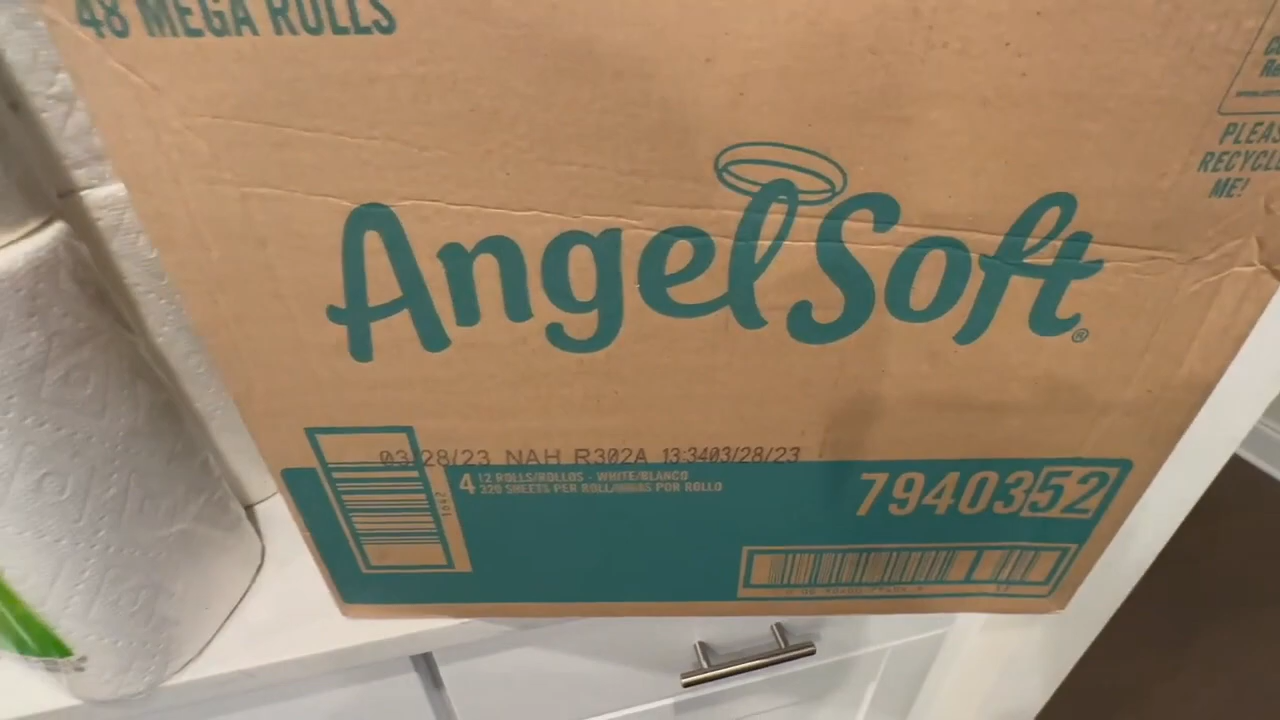 48 MEGA ROLLS
PLEAS
RECYCLE
ME!
AngelSoft®
03/28/23 NAH R302A 13:3403/28/23
4 12 ROLLS/ROLLOS - WHITE/BLANCO
320 SHEETS PER ROLL/HOJAS POR ROLLO
7940352